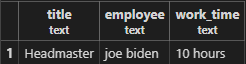 title employee work_time
text text text
1 Headmaster joe biden 10 hours